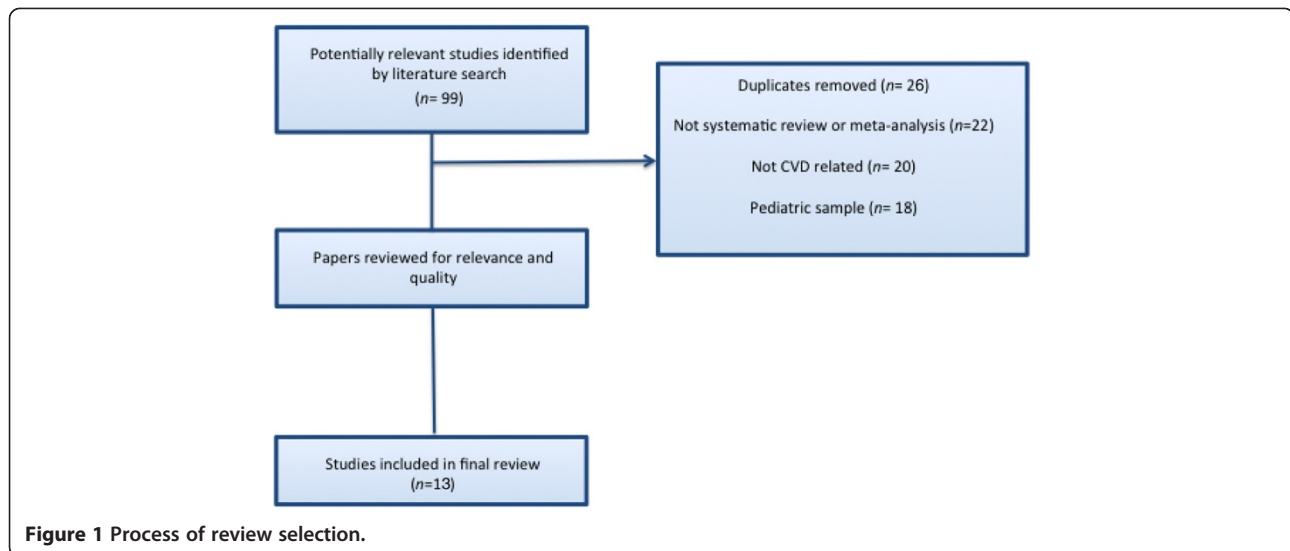 Potentially relevant studies identified
by literature search
(n= 99)
Duplicates removed (n= 26)
Not systematic review or meta-analysis (n=22)
Not CVD related (n= 20)
Pediatric sample (n= 18)
Papers reviewed for relevance and
quality
Studies included in final review
(n=13)
Figure 1 Process of review selection.